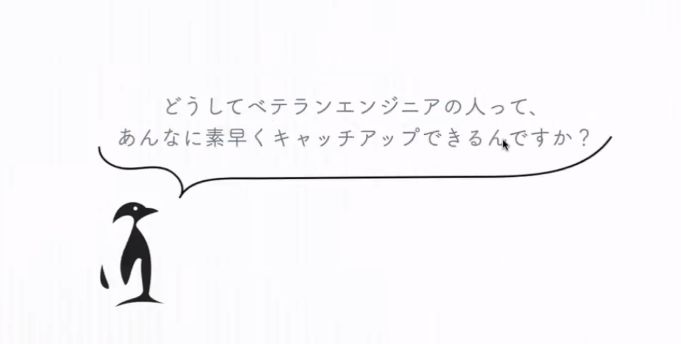 どうしてベテランエンジニアの人って、
あんなに素早くキャッチアップできるんですか？